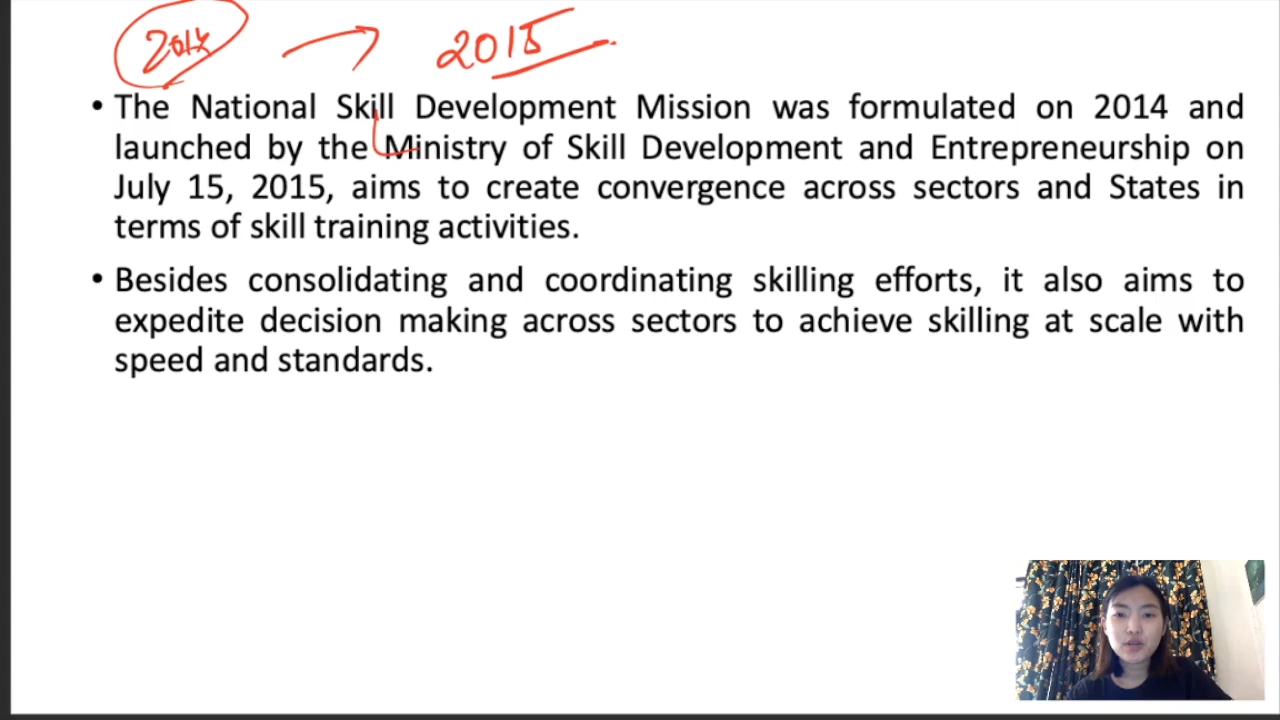 2014 → 2015
• The National Skill Development Mission was formulated on 2014 and
launched by the Ministry of Skill Development and Entrepreneurship on
July 15, 2015, aims to create convergence across sectors and States in
terms of skill training activities.
• Besides consolidating and coordinating skilling efforts, it also aims to
expedite decision making across sectors to achieve skilling at scale with
speed and standards.